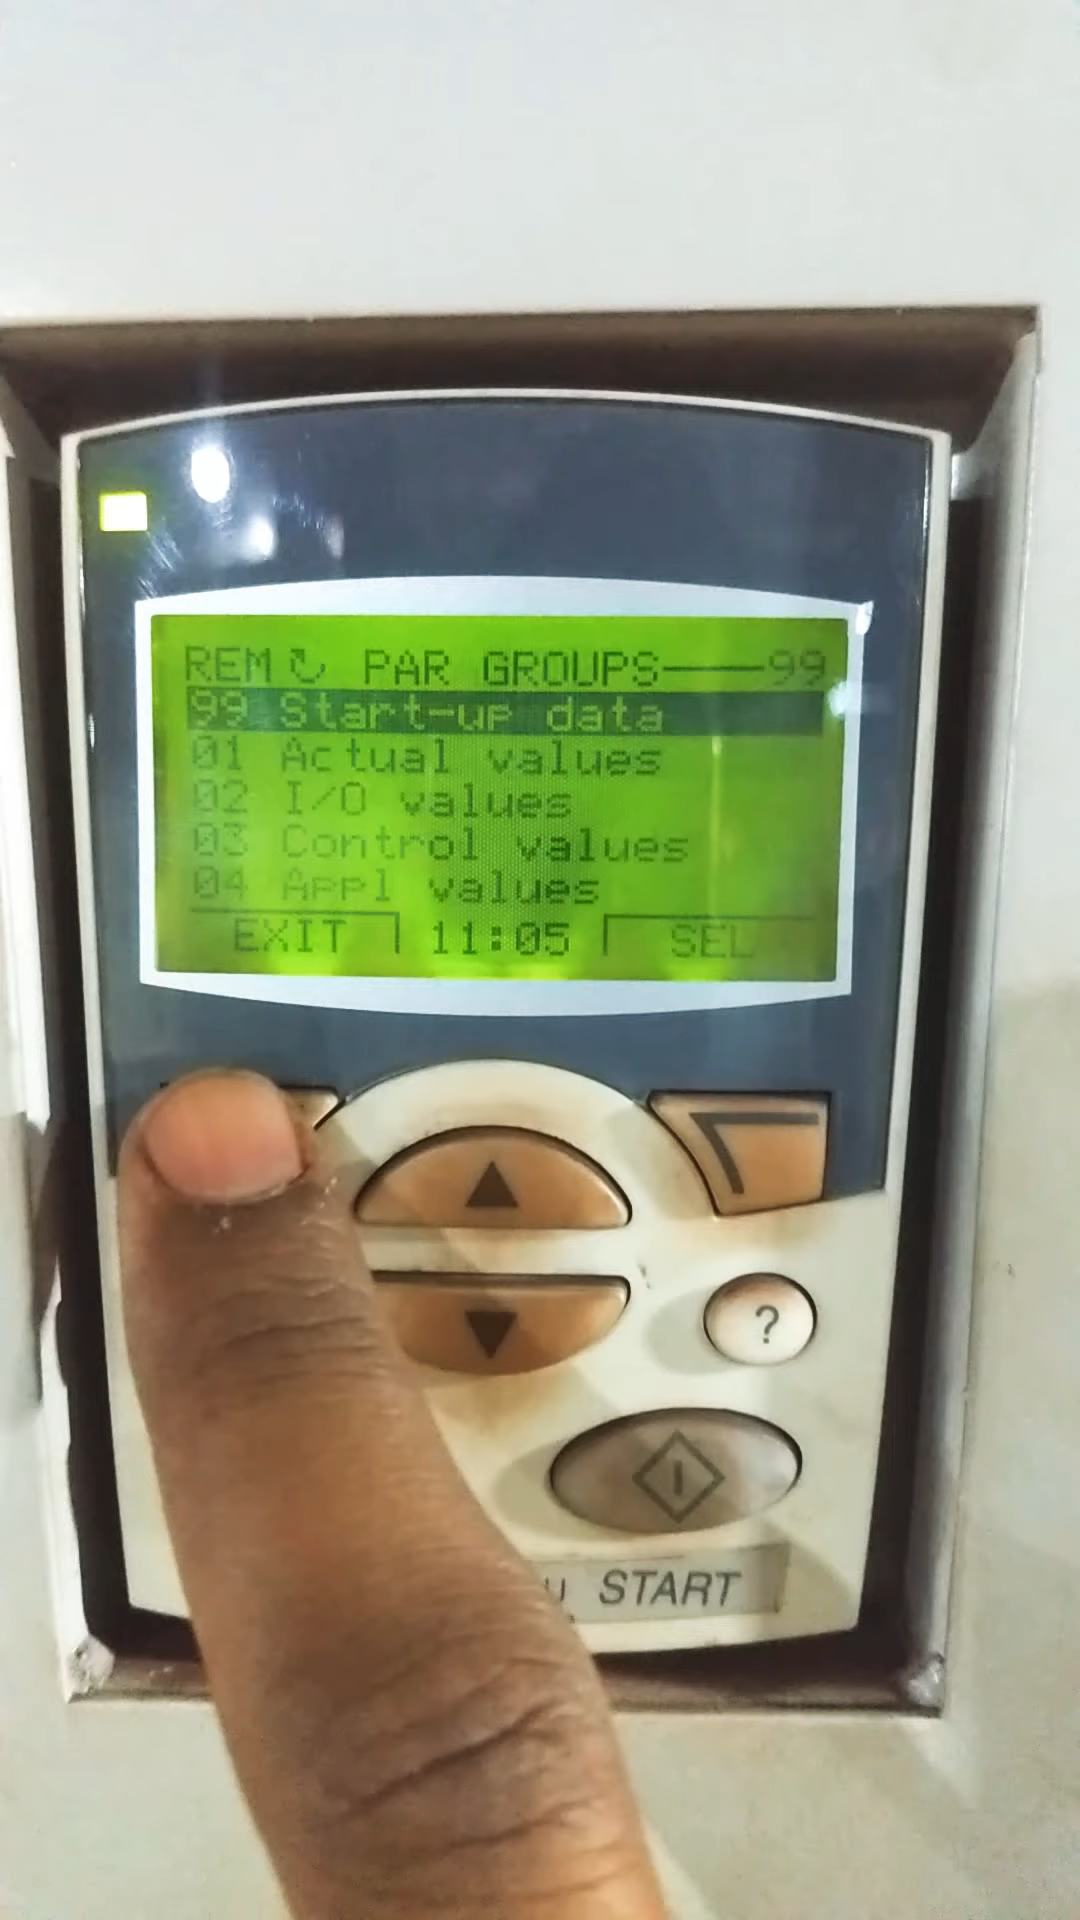 REM ↻ PAR GROUPS——99
99 Start-up data
01 Actual values
02 I/O values
03 Control values
04 Appl values
EXIT 11:05 SEL
?
START